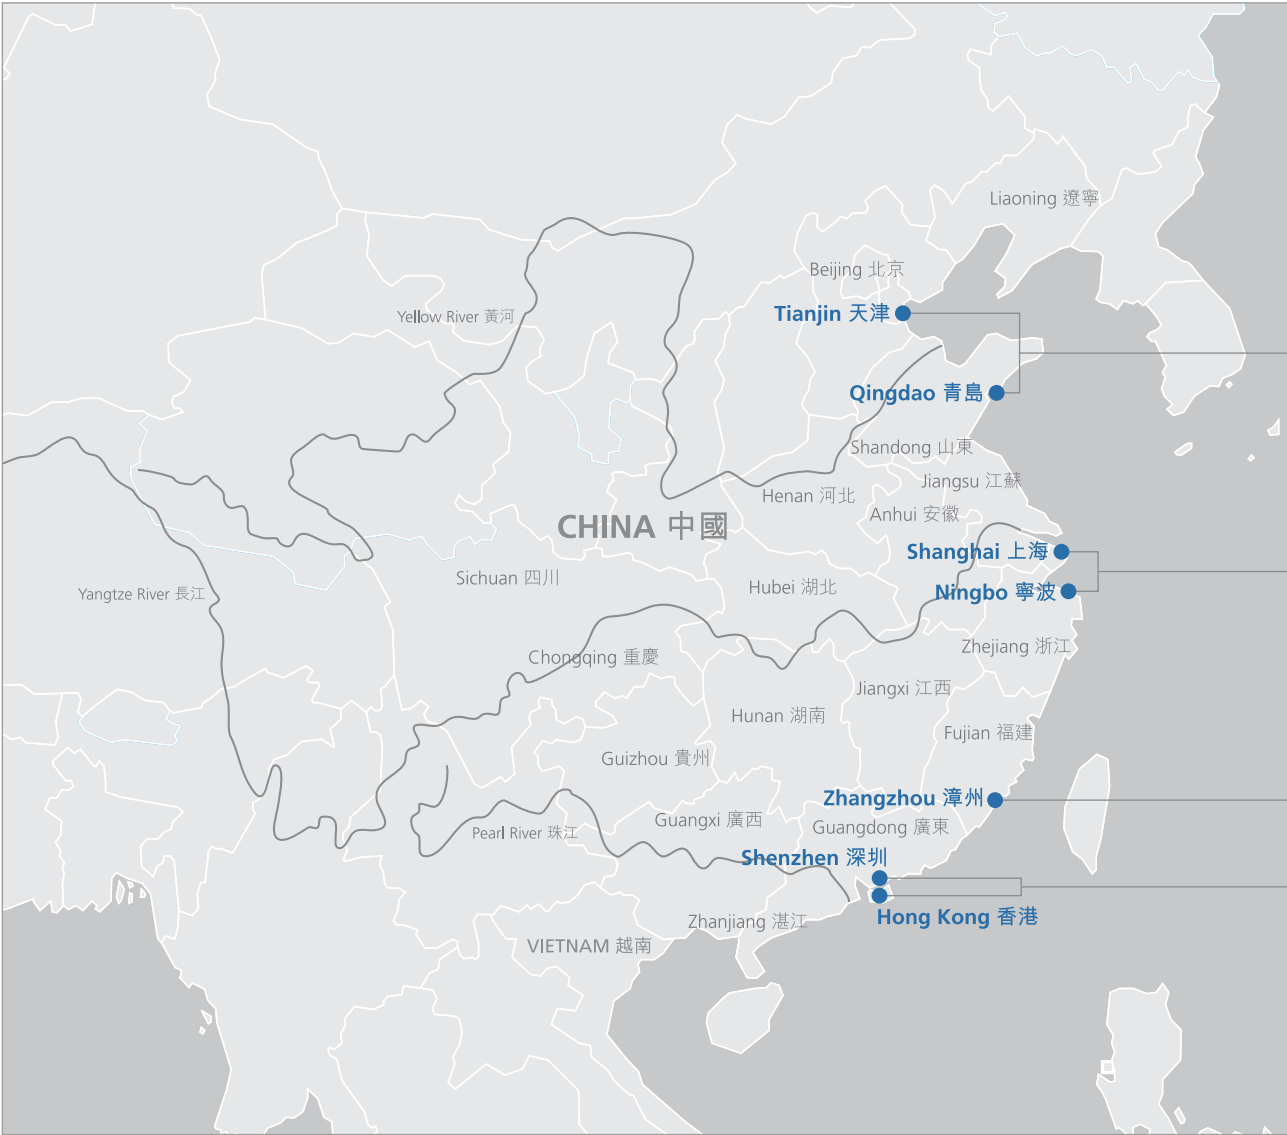 Liaoning 遼寧
Beijing 北京
Tianjin 天津
Yellow River 黃河
Qingdao 青島
Shandong 山東
Jiangsu 江蘇
Henan 河北
Anhui 安徽
CHINA 中國
Shanghai 上海
Sichuan 四川
Hubei 湖北
Yangtze River 長江
Ningbo 寧波
Zhejiang 浙江
Chongqing 重慶
Jiangxi 江西
Hunan 湖南
Fujian 福建
Guizhou 貴州
Zhangzhou 漳州
Guangxi 廣西
Guangdong 廣東
Pearl River 珠江
Shenzhen 深圳
Hong Kong 香港
Zhanjiang 湛江
VIETNAM 越南